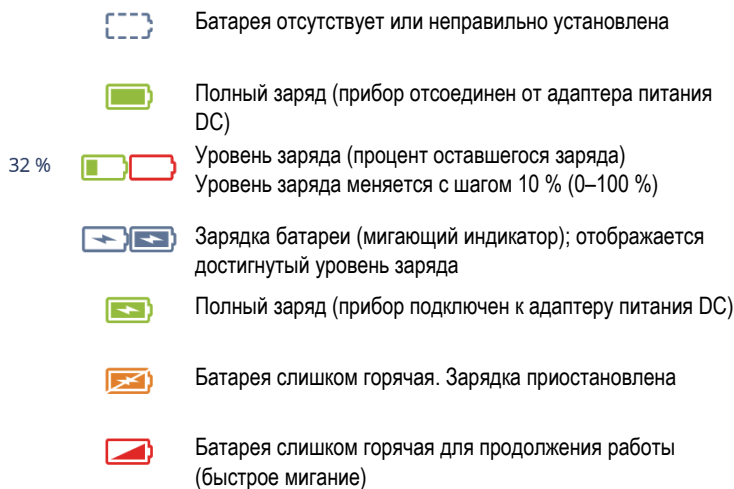 Батарея отсутствует или неправильно установлена
Полный заряд (прибор отсоединен от адаптера питания
DC)
32 %
Уровень заряда (процент оставшегося заряда)
Уровень заряда меняется с шагом 10 % (0–100 %)
Зарядка батареи (мигающий индикатор); отображается
достигнутый уровень заряда
Полный заряд (прибор подключен к адаптеру питания DC)
Батарея слишком горячая. Зарядка приостановлена
Батарея слишком горячая для продолжения работы
(быстрое мигание)